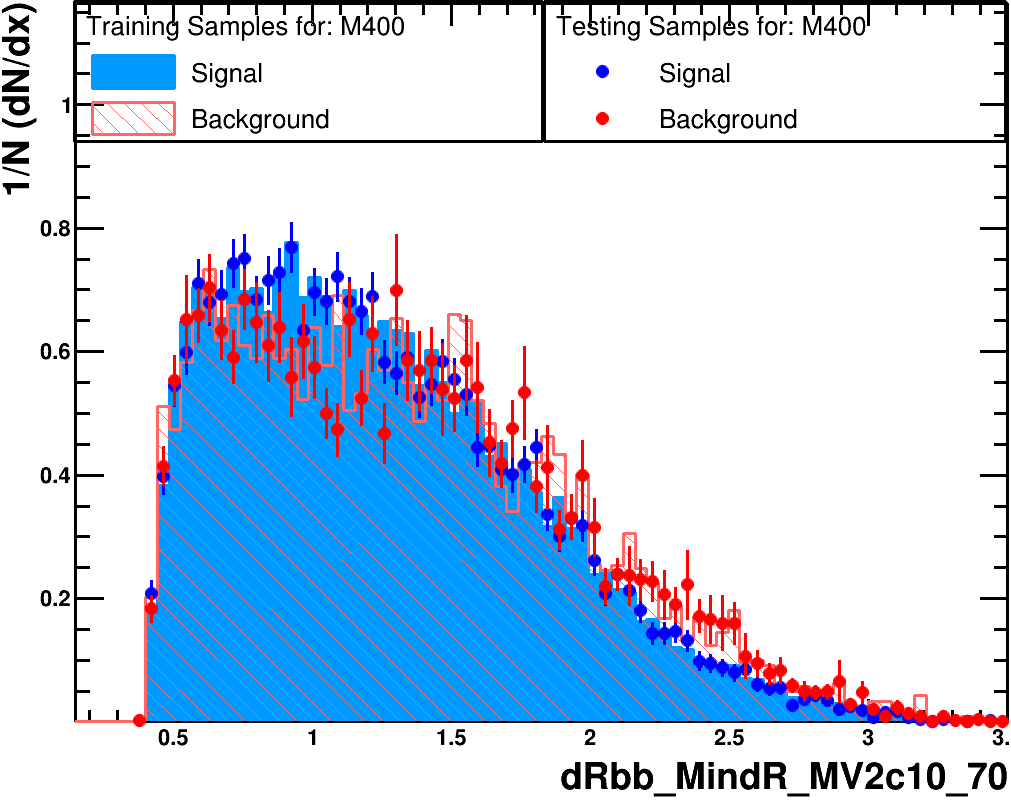 Training Samples for: M400
Signal
Background
Testing Samples for: M400
Signal
Background
1/N (dN/dx)
1
0.8
0.6
0.4
0.2
0.5 1 1.5 2 2.5 3 3.
dRbb_MindR_MV2c10_70